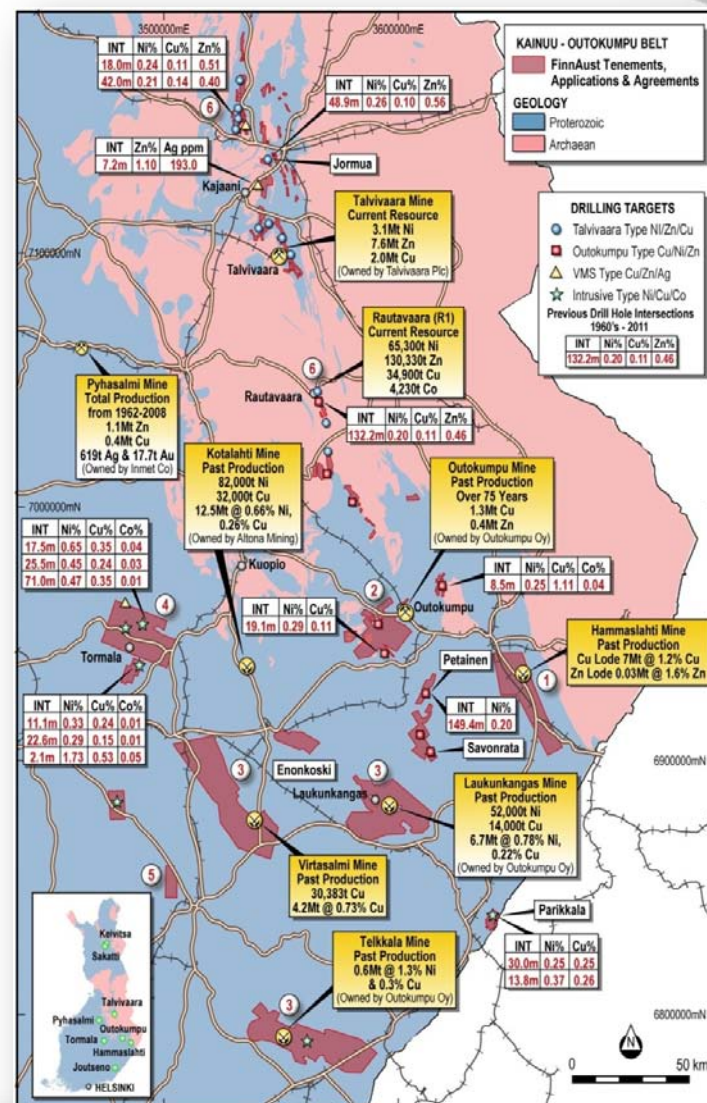 3500000mE
3600000mE
INT Ni% Cu% Zn%
18.0m 0.24 0.11 0.51
42.0m 0.21 0.14 0.40
6
INT Ni% Cu% Zn%
48.9m 0.26 0.10 0.56
KAINUU - OUTOKUMPU BELT
FinnAust Tenements,
Applications & Agreements
GEOLOGY
Proterozoic
Archaean
INT Zn% Ag ppm
7.2m 1.10 193.0
Jormua
Kajaani
Talvivaara Mine
Current Resource
3.1Mt Ni
7.6Mt Zn
2.0Mt Cu
(Owned by Talvivaara Plc)
DRILLING TARGETS
Talvivaara Type Ni/Zn/Cu
Outokumpu Type Cu/Ni/Zn
VMS Type Cu/Zn/Ag
Intrusive Type Ni/Cu/Co
Previous Drill Hole Intersections
1960's - 2011
INT Ni% Cu% Zn%
132.2m 0.20 0.11 0.46
7100000mN
Talvivaara
Rautavaara (R1)
Current Resource
65,300t Ni
130,330t Zn
34,900t Cu
4,230t Co
6
Rautavaara
INT Ni% Cu% Zn%
132.2m 0.20 0.11 0.46
Pyhasalmi Mine
Total Production
from 1962-2008
1.1Mt Zn
0.4Mt Cu
619t Ag & 17.7t Au
(Owned by Inmet Co)
Kotalahti Mine
Past Production
82,000t Ni
32,000t Cu
12.5Mt @ 0.66% Ni,
0.26% Cu
(Owned by Altona Mining)
Outokumpu Mine
Past Production
Over 75 Years
1.3Mt Cu
0.4Mt Zn
(Owned by Outokumpu Oy)
7000000mN
INT Ni% Cu% Co%
17.5m 0.65 0.35 0.04
25.5m 0.45 0.24 0.03
71.0m 0.47 0.35 0.01
Kuopio
INT Ni% Cu% Co%
8.5m 0.25 1.11 0.04
4
2
Outokumpu
INT Ni% Cu%
19.1m 0.29 0.11
Tormala
Hammaslahti Mine
Past Production
Cu Lode 7Mt @ 1.2% Cu
Zn Lode 0.03Mt @ 1.6% Zn
1
Petainen
INT Ni%
149.4m 0.20
INT Ni% Cu% Co%
11.1m 0.33 0.24 0.01
22.6m 0.29 0.15 0.01
2.1m 1.73 0.53 0.05
Savonrata
6900000mN
3
Enonkoski
3
Laukunkangas
Laukunkangas Mine
Past Production
52,000t Ni
14,000t Cu
6.7Mt @ 0.78% Ni,
0.22% Cu
(Owned by Outokumpu Oy)
Virtasalmi Mine
Past Production
30,383t Cu
4.2Mt @ 0.73% Cu
5
Parikkala
INT Ni% Cu%
30.0m 0.25 0.25
13.8m 0.37 0.26
Telkkala Mine
Past Production
0.6Mt @ 1.3% Ni
& 0.3% Cu
(Owned by Outokumpu Oy)
3
6800000mN
Keivitsa
Sakatti
Talvivaara
Pyhasalmi
Outokumpu
Tormala
Hammaslahti
Joutseno
HELSINKI
N
0 50 km